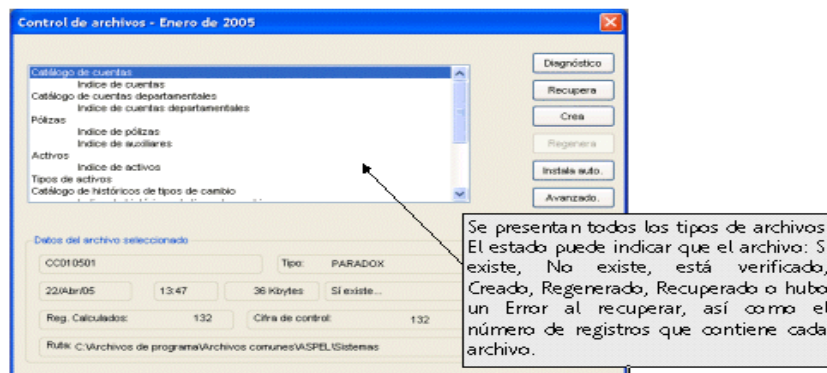 Control de archivos - Enero de 2005
Catálogo de cuentas
Indice de cuentas
Catálogo de cuentas departamentales
Indice de cuentas departamentales
Pólizas
Indice de pólizas
Indice de auxiliares
Activos
Indice de activos
Tipos de activos
Catálogo de históricos de tipos de cambio
Diagnóstico
Recupera
Crea
Regenera
Instala auto.
Avanzado.
Datos del archivo seleccionado
CC010501 Tipo: PARADOX
22/Abr/05 13:47 36 Kbytes Sí existe...
Reg. Calculados: 132 Cifra de control: 132
Ruta: C:\Archivos de programa\Archivos comunes\ASPEL\Sistemas
Se presentan todos los tipos de archivos
El estado puede indicar que el archivo: S
existe, No existe, está verificado,
Creado, Regenerado, Recuperado o hubo
un Error al recuperar, así como el
número de registros que contiene cada
archivo.